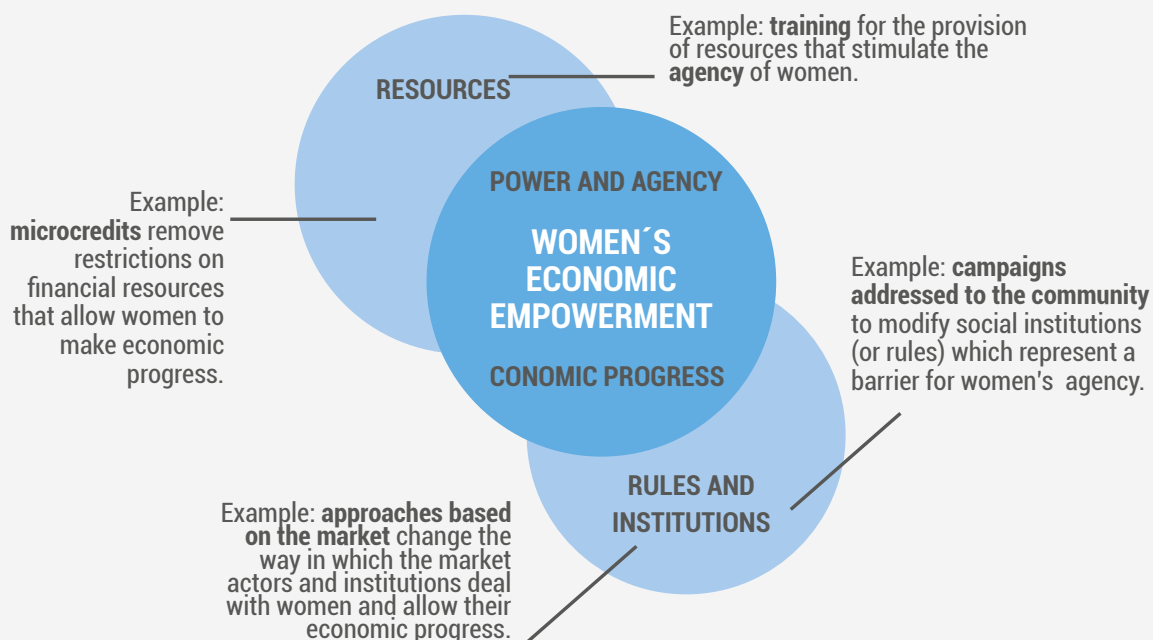 Example: training for the provision
of resources that stimulate the
agency of women.
RESOURCES
POWER AND AGENCY
WOMEN´S
ECONOMIC
EMPOWERMENT
CONOMIC PROGRESS
Example:
microcredits remove
restrictions on
financial resources
that allow women to
make economic
progress.
Example: campaigns
addressed to the community
to modify social institutions
(or rules) which represent a
barrier for women's  agency.
RULES AND
INSTITUTIONS
Example: approaches based
on the market change the
way in which the market
actors and institutions deal
with women and allow their
economic progress.